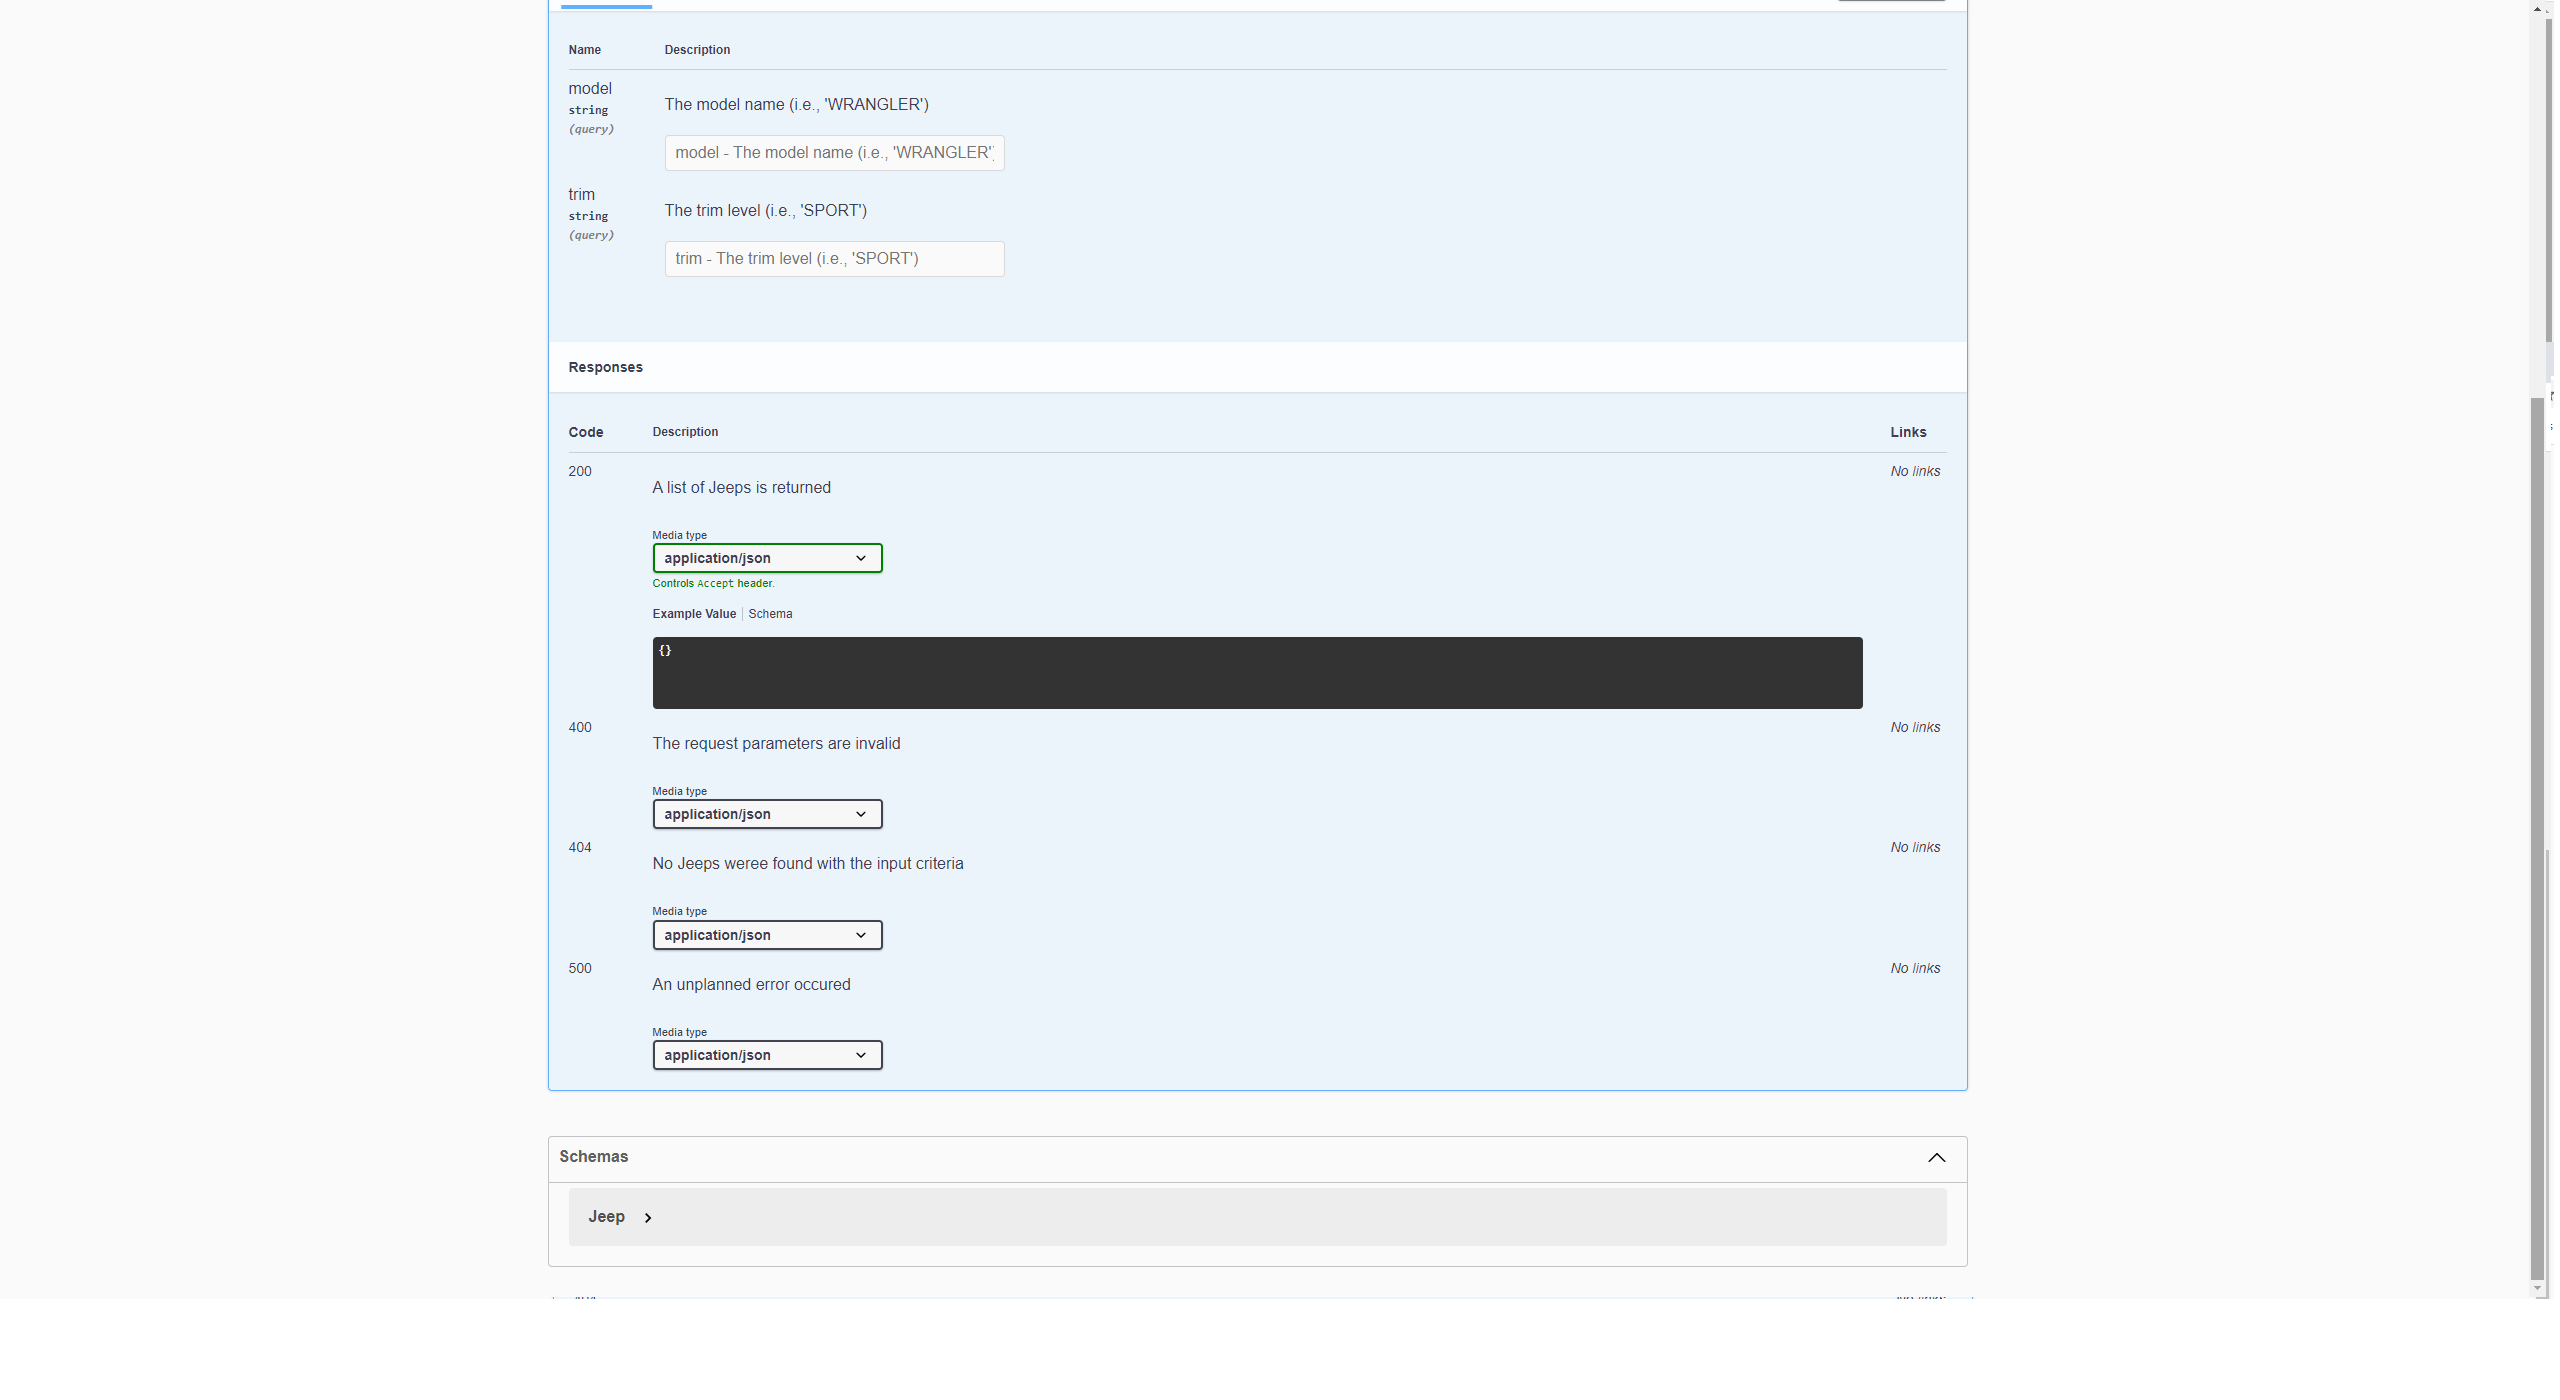 Name Description
model
string
(query)
The model name (i.e., 'WRANGLER')
model - The model name (i.e., 'WRANGLER')
trim
string
(query)
The trim level (i.e., 'SPORT')
trim - The trim level (i.e., 'SPORT')
Responses
Code Description Links
200 No links
A list of Jeeps is returned
Media type
application/json
Controls Accept header.
Example Value Schema
{}
400 No links
The request parameters are invalid
Media type
application/json
404 No links
No Jeeps weree found with the input criteria
Media type
application/json
500 No links
An unplanned error occured
Media type
application/json
Schemas
Jeep